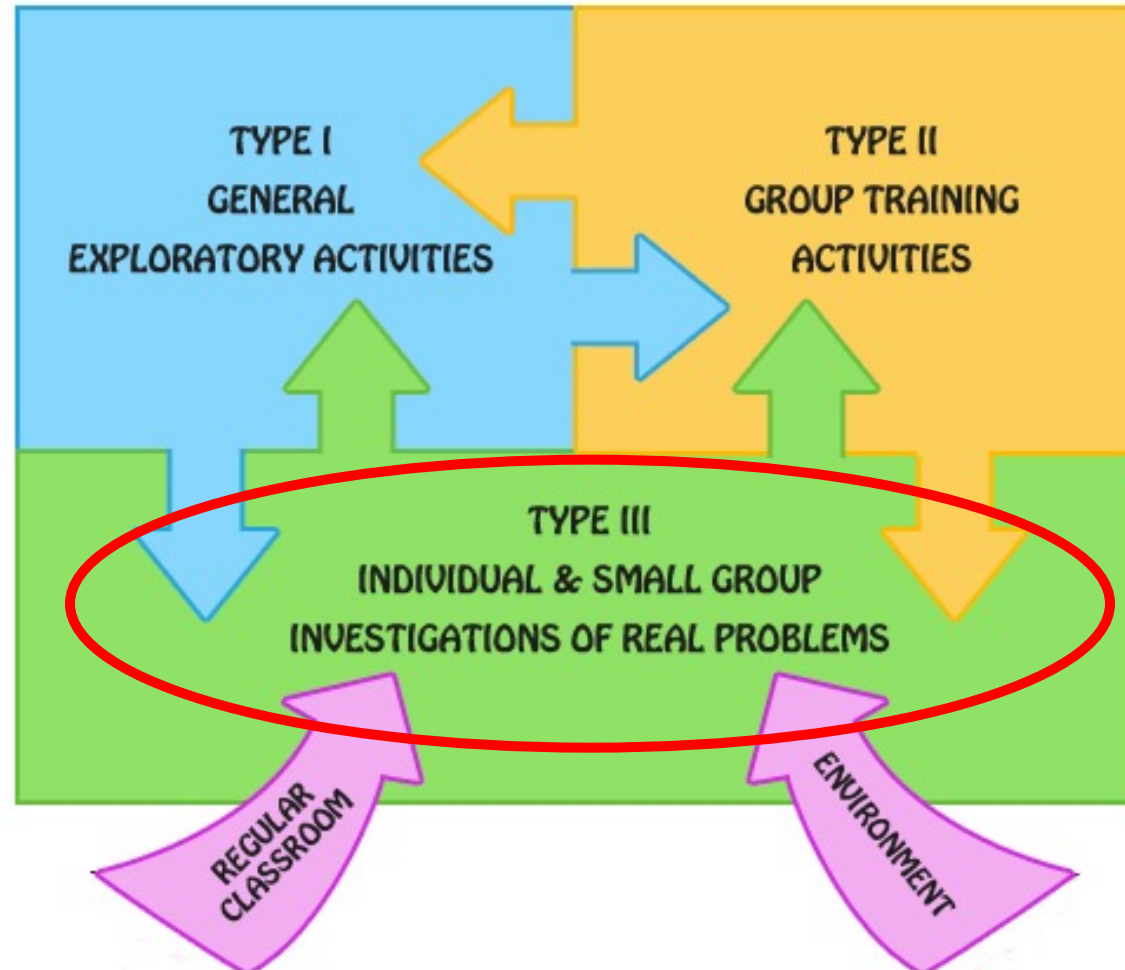 TYPE I
GENERAL
EXPLORATORY ACTIVITIES
TYPE II
GROUP TRAINING
ACTIVITIES
TYPE III
INDIVIDUAL & SMALL GROUP
INVESTIGATIONS OF REAL PROBLEMS
REGULAR
CLASSROOM
ENVIRONMENT